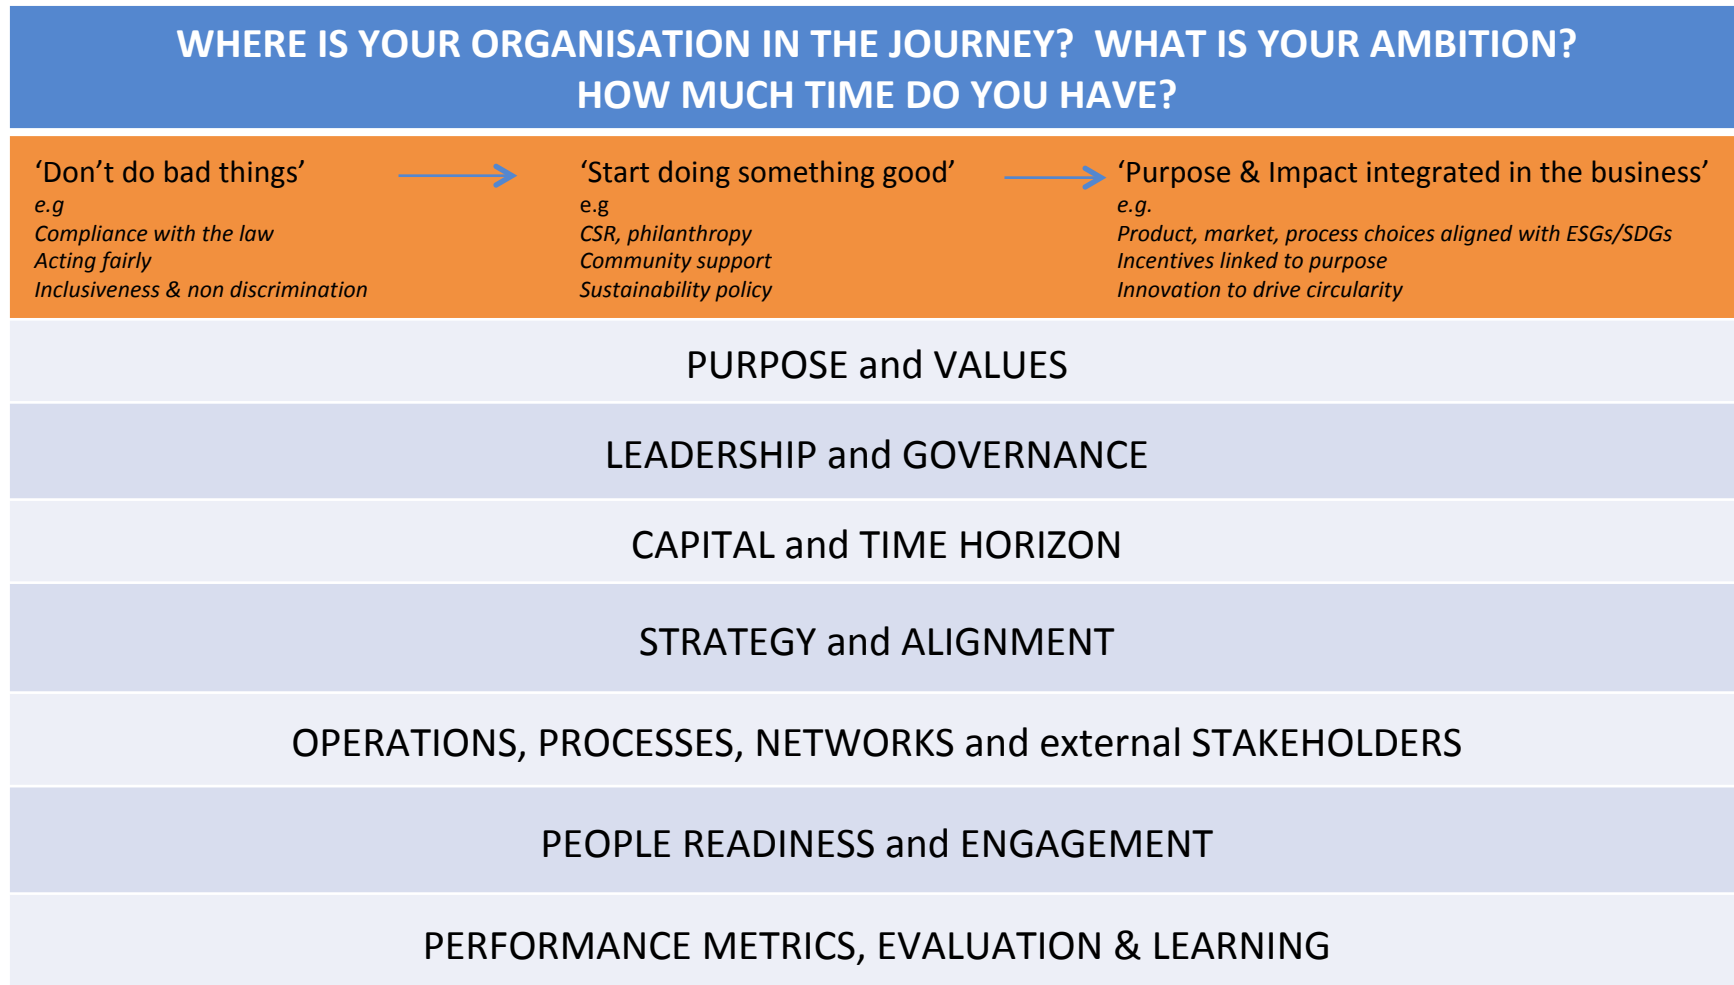 WHERE IS YOUR ORGANISATION IN THE JOURNEY?  WHAT IS YOUR AMBITION?
HOW MUCH TIME DO YOU HAVE?
‘Don’t do bad things’
e.g
Compliance with the law
Acting fairly
Inclusiveness & non discrimination
‘Start doing something good’
e.g
CSR, philanthropy
Community support
Sustainability policy
‘Purpose & Impact integrated in the business’
e.g.
Product, market, process choices aligned with ESGs/SDGs
Incentives linked to purpose
Innovation to drive circularity
PURPOSE and VALUES
LEADERSHIP and GOVERNANCE
CAPITAL and TIME HORIZON
STRATEGY and ALIGNMENT
OPERATIONS, PROCESSES, NETWORKS and external STAKEHOLDERS
PEOPLE READINESS and ENGAGEMENT
PERFORMANCE METRICS, EVALUATION & LEARNING